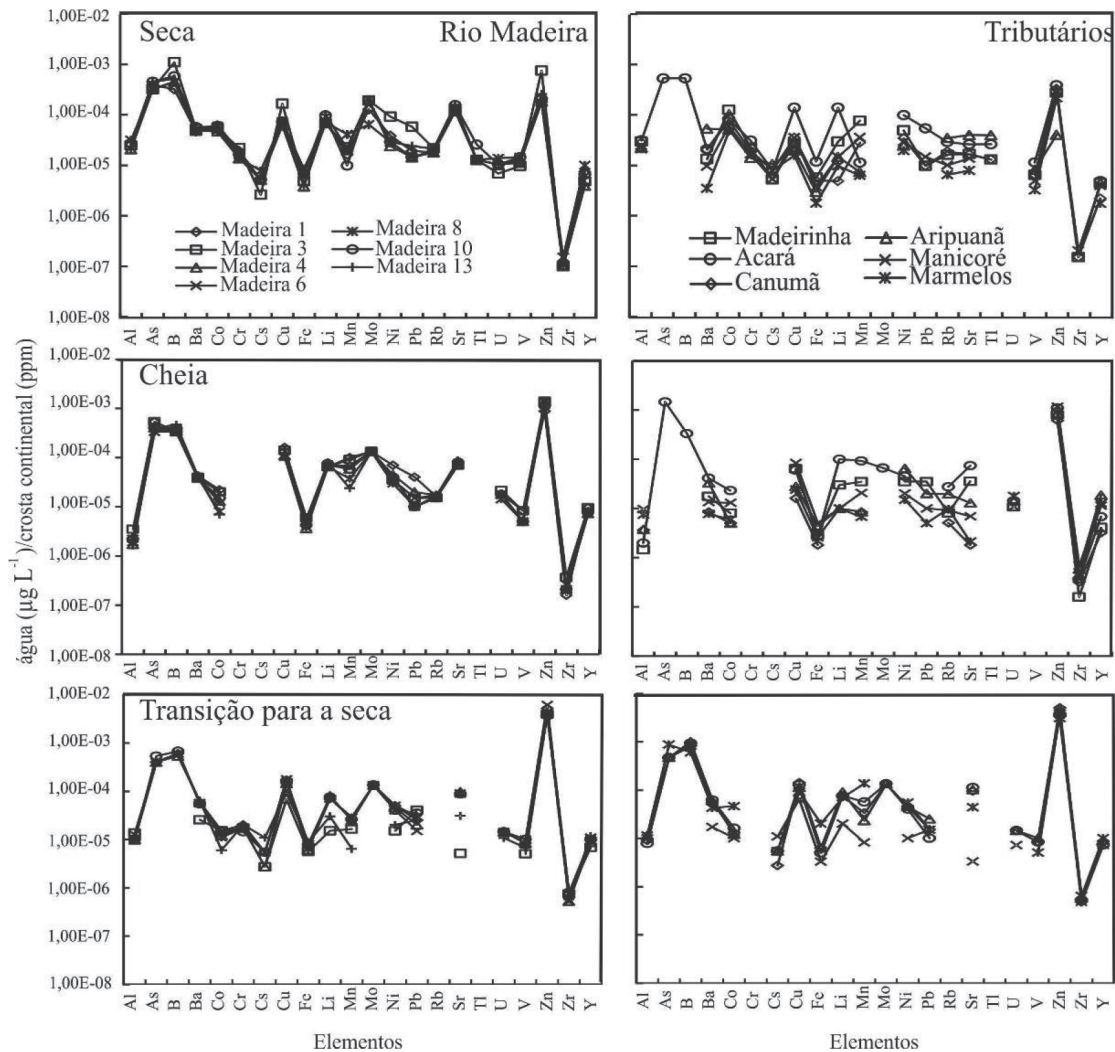 Seca
Rio Madeira
Tributários
1,00E-02
1,00E-03
1,00E-04
1,00E-05
1,00E-06
1,00E-07
1,00E-08
Madeira 1
Madeira 3
Madeira 4
Madeira 6
Madeira 8
Madeira 10
Madeira 13
Madeirinha
Acará
Canumã
Aripuanã
Manicoré
Marmelos
Al As B Ba Co Cr Cs Cu Fe Li Mn Mo Ni Pb Rb Sr Tl U V Zn Zr Y
Al As B Ba Co Cr Cs Cu Fe Li Mn Mo Ni Pb Rb Sr Tl U V Zn Zr Y
água (µg L-1)/crosta continental (ppm)
Cheia
1,00E-02
1,00E-03
1,00E-04
1,00E-05
1,00E-06
1,00E-07
1,00E-08
Al As B Ba Co Cr Cs Cu Fe Li Mn Mo Ni Pb Rb Sr Tl U V Zn Zr Y
Al As B Ba Co Cr Cs Cu Fe Li Mn Mo Ni Pb Rb Sr Tl U V Zn Zr Y
Transição para a seca
1,00E-02
1,00E-03
1,00E-04
1,00E-05
1,00E-06
1,00E-07
1,00E-08
Al As B Ba Co Cr Cs Cu Fe Li Mn Mo Ni Pb Rb Sr Tl U V Zn Zr Y
Al As B Ba Co Cs Cu Fe Li Mn Mo Ni Pb Rb Sr Tl U V Zn Zr Y
Elementos
Elementos